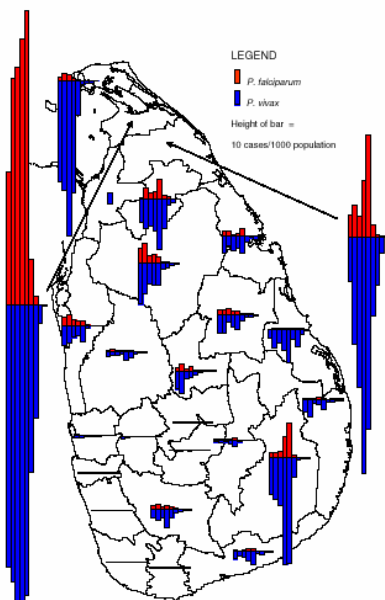 LEGEND
P. falciparum
P. vivax
Height of bar =
10 cases/1000 population